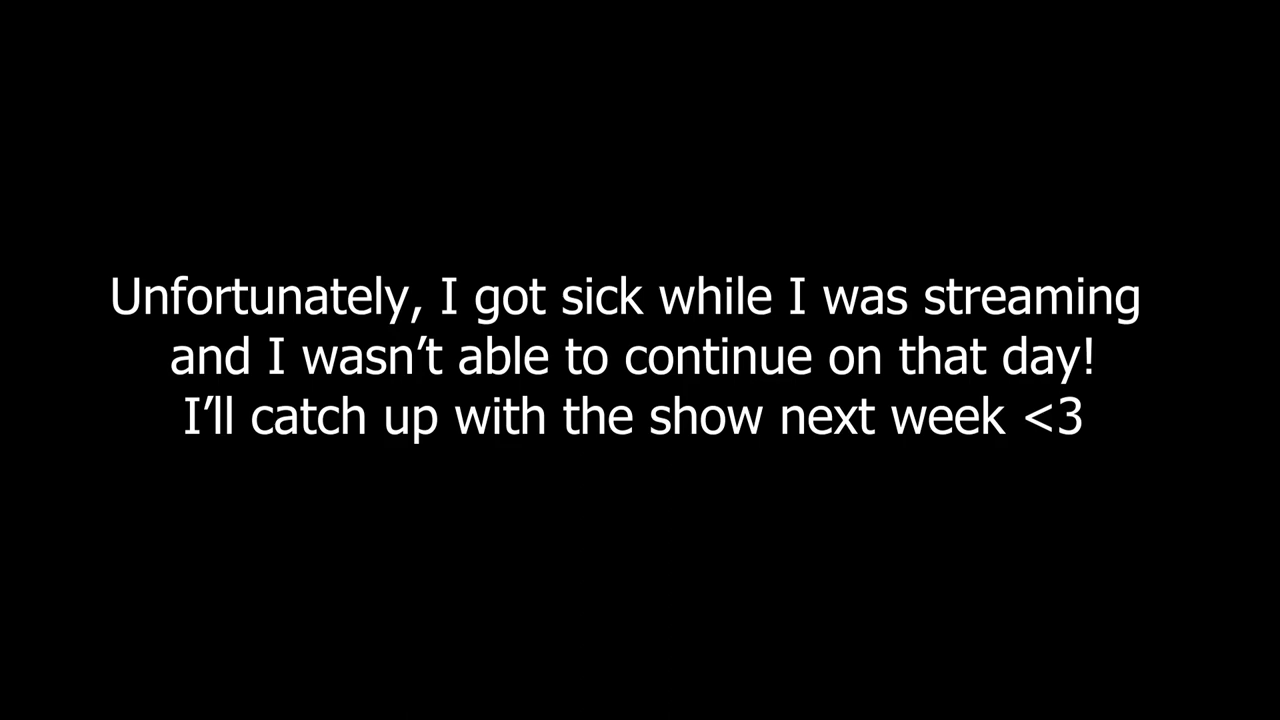 Unfortunately, I got sick while I was streaming
and I wasn’t able to continue on that day!
I’ll catch up with the show next week <3